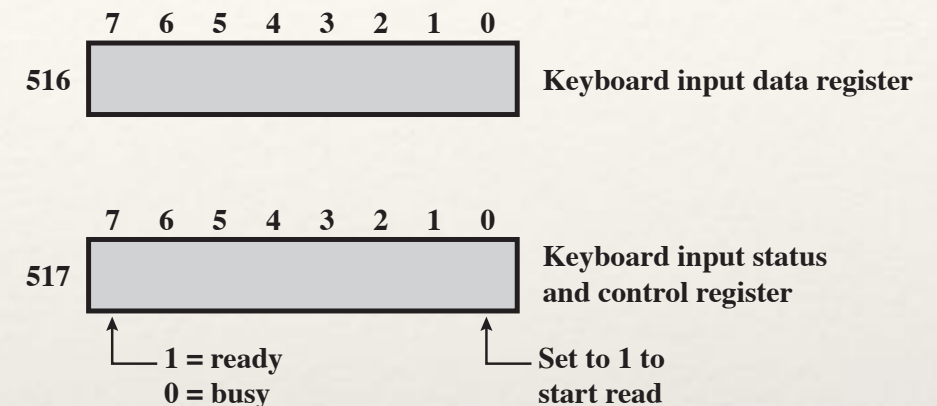 7 6 5 4 3 2 1 0
516 Keyboard input data register
7 6 5 4 3 2 1 0
517 Keyboard input status
and control register
1 = ready
0 = busy
Set to 1 to
start read